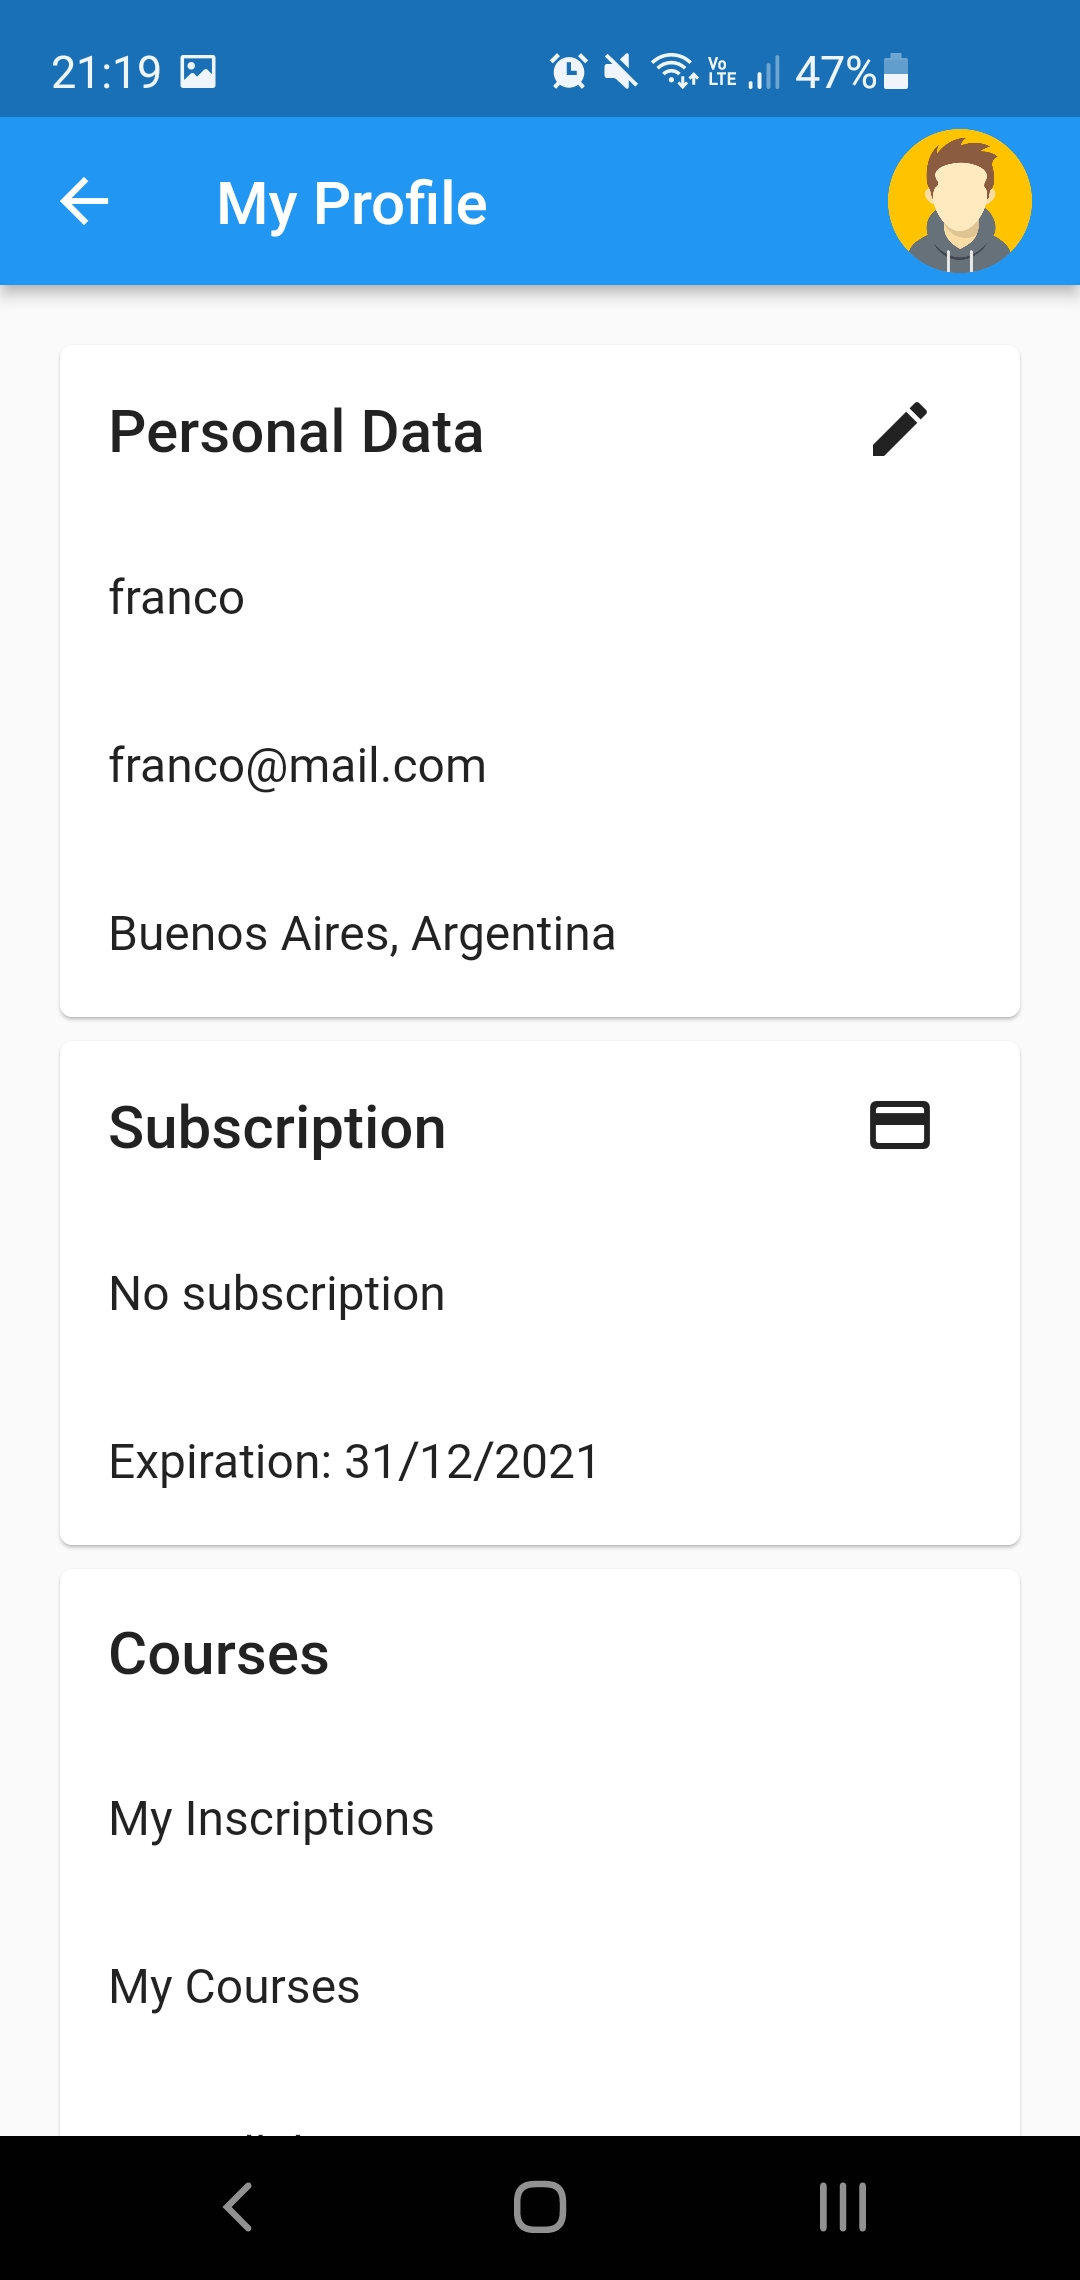 21:19 Vo LTE 47%
My Profile
Personal Data
franco
franco@mail.com
Buenos Aires, Argentina
Subscription
No subscription
Expiration: 31/12/2021
Courses
My Inscriptions
My Courses